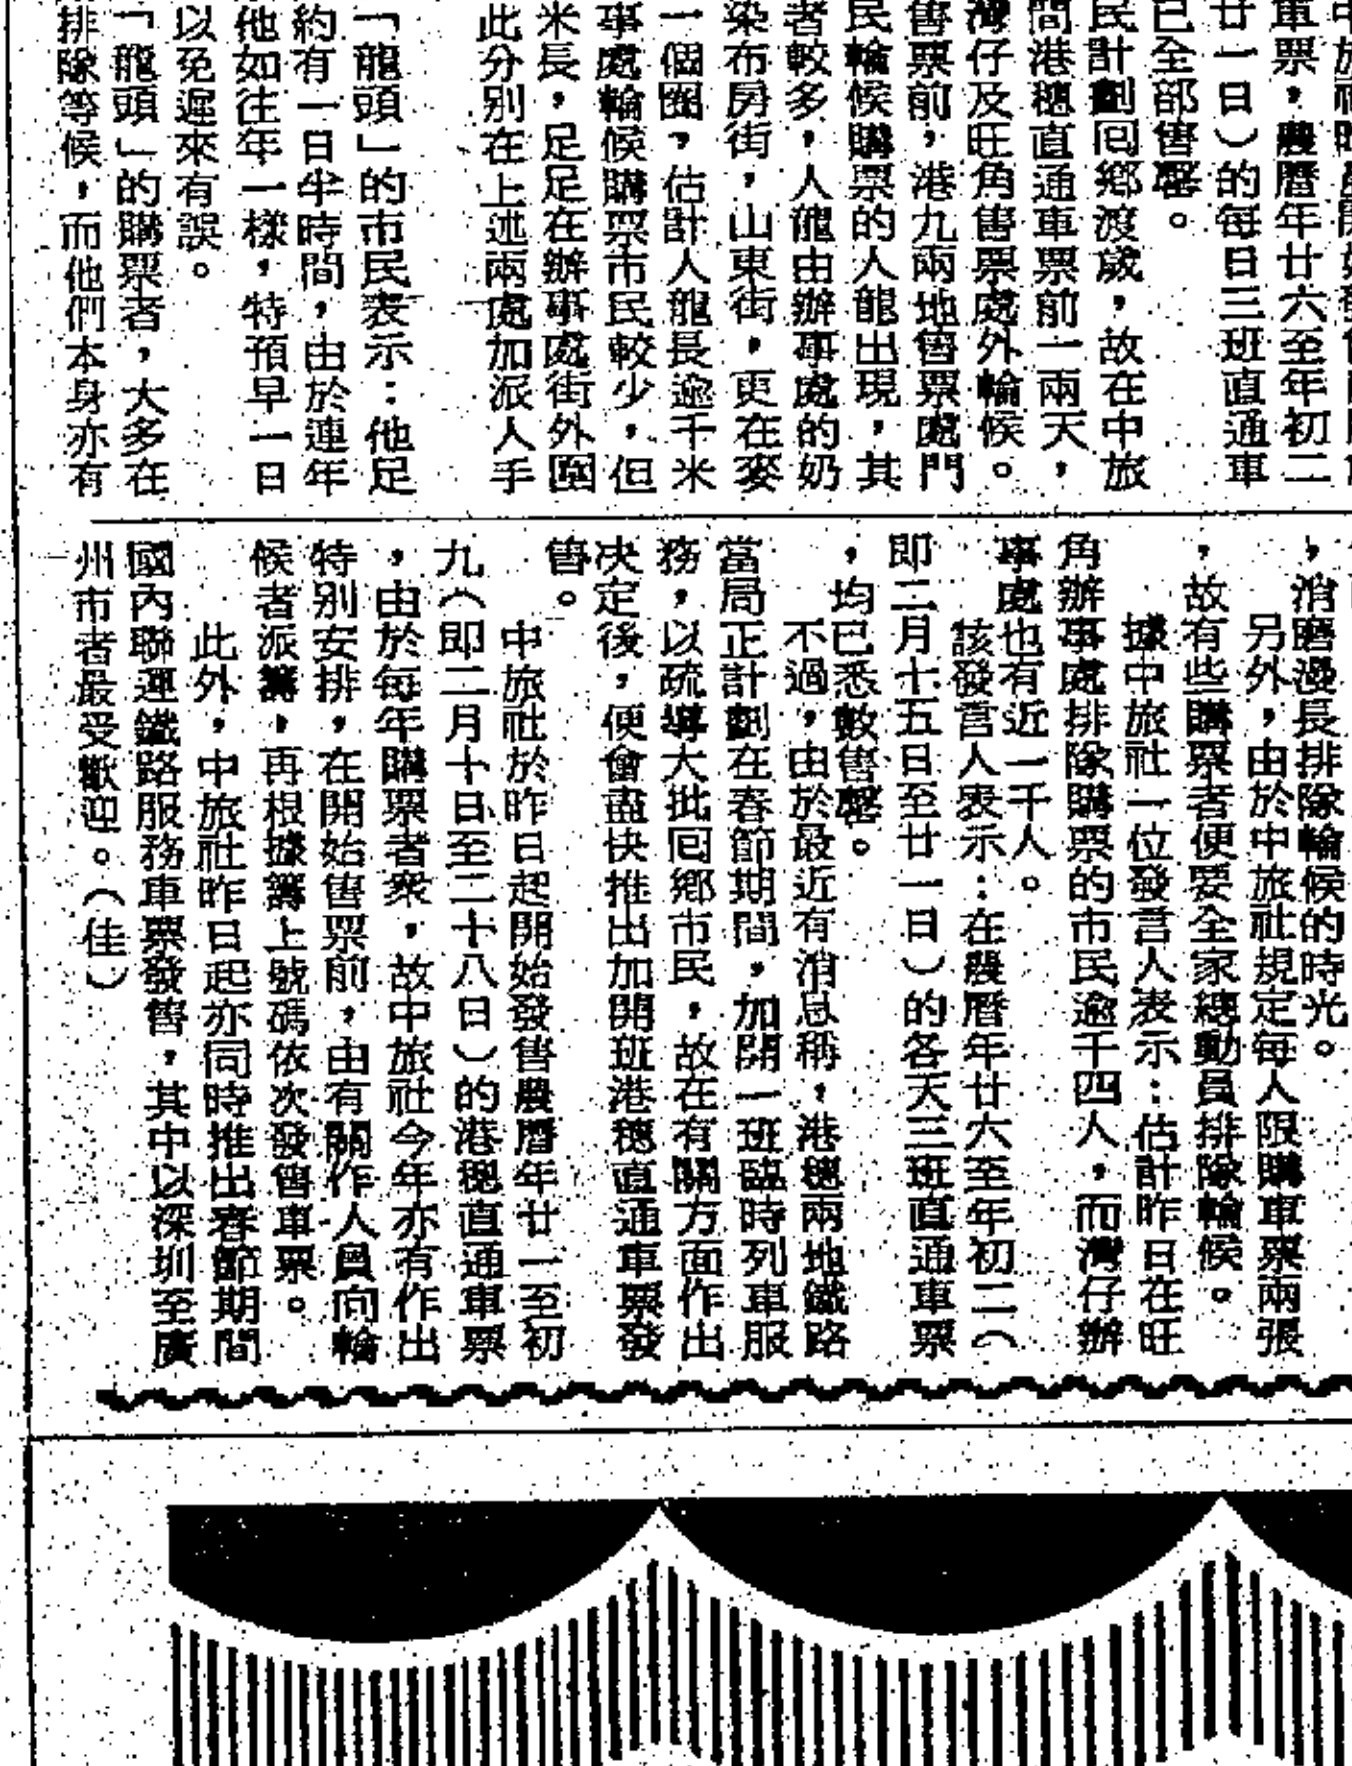 車票，農曆年廿六至年初二
廿一日）的每日三班直通車
已全部售罄。
民計劃回鄉渡歲，故在中旅
間港穗直通車票前一兩天，
灣仔及旺角售票處外輪候。
售票前，港九兩地售票處門
民輪候購票的人龍出現，其
者較多，人龍由辦事處的奶
染布房街，山東街，更在麥
一個圈，估計人龍長逾千米
事處輪候購票市民較少，但
米長，足足在辦事處街外圍
此分別在上述兩處加派人手
「龍頭」的市民表示：他足
約有一日半時間，由於連年
他如往年一樣，特預早一日
以免遲來有誤。
「龍頭」的購票者，大多在
排隊等候，而他們本身亦有
，消磨漫長排隊輪候的時光。
另外，由於中旅社規定每人限購車票兩張
，故有些購票者便要全家總動員排隊輪候。
據中旅社一位發言人表示：估計昨日在旺
角辦事處排隊購票的市民逾千四人，而灣仔辦
事處也有近一千人。
該發言人表示：在農曆年廿六至年初二（
即二月十五日至廿一日）的各天三班直通車票
，均已悉數售罄。
不過，由於最近有消息稱，港穗兩地鐵路
當局正計劃在春節期間，加開一班臨時列車服
務，以疏導大批回鄉市民，故在有關方面作出
决定後，便會盡快推出加開班港穗直通車票發
售。
中旅社於昨日起開始發售農曆年廿一至初
九（即二月十日至二十八日）的港穗直通車票
，由於每年購票者衆，故中旅社今年亦有作出
特別安排，在開始售票前，由有關作人員向輪
候者派籌，再根據籌上號碼依次發售車票。
此外，中旅社昨日起亦同時推出春節期間
國內聯運鐵路服務車票發售，其中以深圳至廣
州市者最受歡迎。（佳）